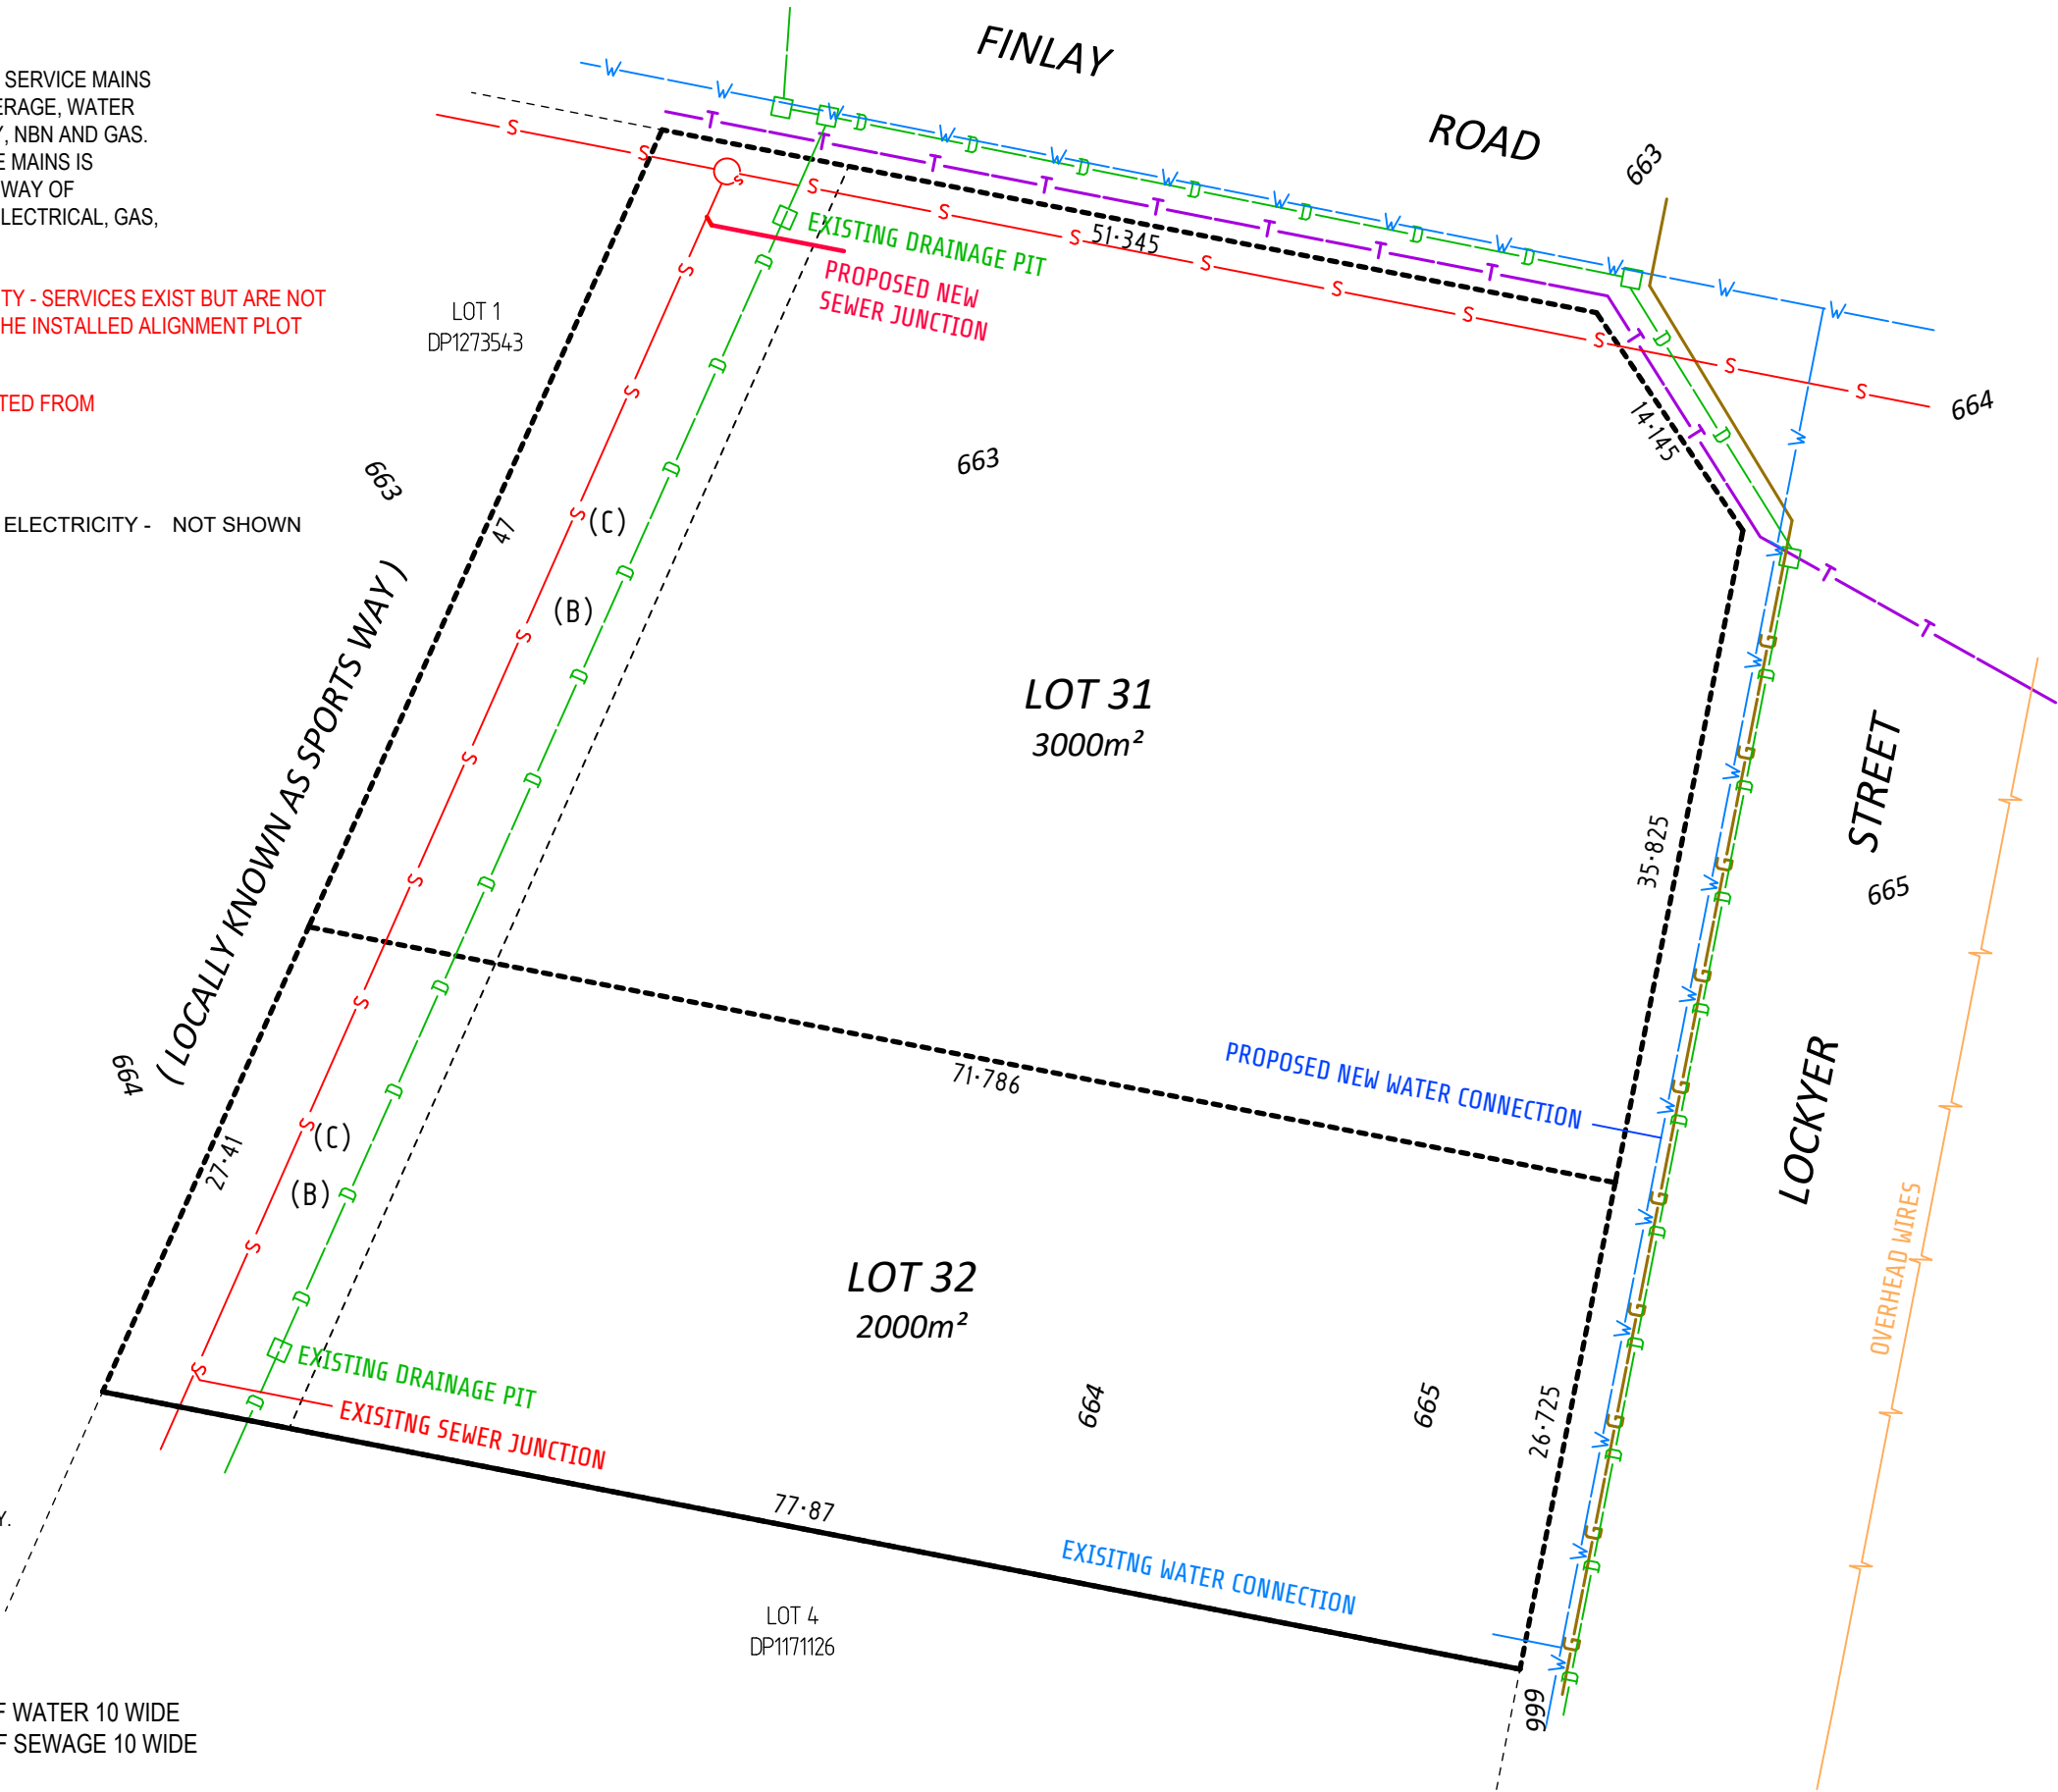 FINLAY
ROAD
SERVICE MAINS
ERAGE, WATER
Y, NBN AND GAS.
E MAINS IS
WAY OF
LECTRICAL, GAS,
TY - SERVICES EXIST BUT ARE NOT
HE INSTALLED ALIGNMENT PLOT
TED FROM
ELECTRICITY - NOT SHOWN
LOT 1
DP1273543
EXISTING DRAINAGE PIT
PROPOSED NEW
SEWER JUNCTION
51·345
663
664
14·145
663
663
47
(C)
(B)
(LOCALLY KNOWN AS SPORTS WAY )
LOT 31
3000m²
35·825
STREET
665
LOCKYER
71·786
PROPOSED NEW WATER CONNECTION
664
27·41
(C)
(B)
LOT 32
2000m²
OVERHEAD WIRES
EXISTING DRAINAGE PIT
EXISITNG SEWER JUNCTION
664
665
26·725
77·87
EXISITNG WATER CONNECTION
Y.
LOT 4
DP1171126
666
F WATER 10 WIDE
F SEWAGE 10 WIDE